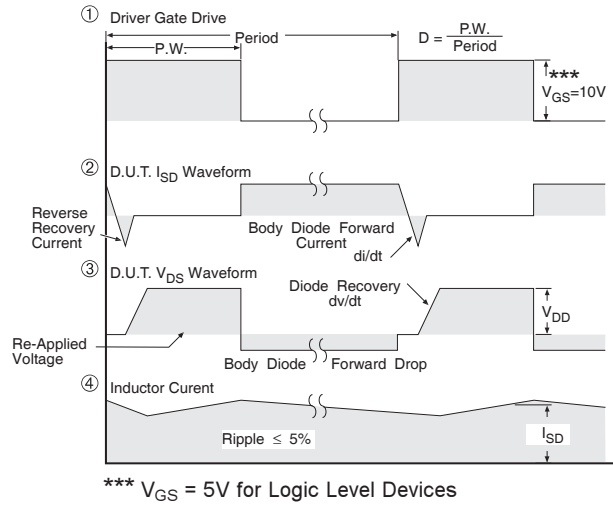 ① Driver Gate Drive
P.W.
Period
D = P.W. / Period
***
VGS=10V
② D.U.T. ISD Waveform
Reverse
Recovery
Current
Body Diode Forward
Current
di/dt
③ D.U.T. VDS Waveform
Diode Recovery
dv/dt
VDD
Re-Applied
Voltage
Body Diode Forward Drop
④ Inductor Curent
Ripple ≤ 5%
ISD
*** VGS = 5V for Logic Level Devices